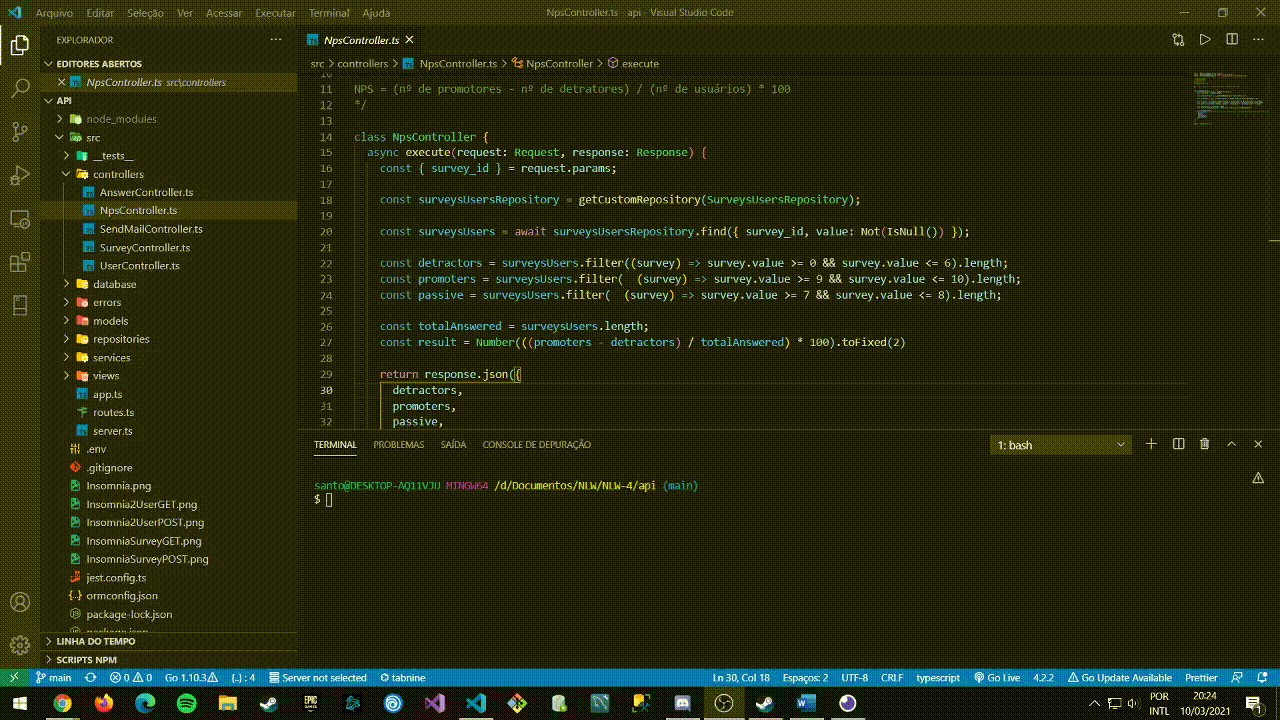 Arquivo Editar Seleção Ver Acessar Executar Terminal Ajuda NpsController.ts api - Visual Studio Code
EXPLORADOR
EDITORES ABERTOS
NpsController.ts src\controllers
API
node_modules
src
__tests__
controllers
AnswerController.ts
NpsController.ts
SendMailController.ts
SurveyController.ts
UserController.ts
database
errors
models
repositories
services
views
app.ts
routes.ts
server.ts
.env
.gitignore
Insomnia.png
Insomnia2UserGET.png
Insomnia2UserPOST.png
InsomniaSurveyGET.png
InsomniaSurveyPOST.png
jest.config.ts
ormconfig.json
package-lock.json
package.json
LINHA DO TEMPO
SCRIPTS NPM
NpsController.ts
src > controllers > NpsController.ts > NpsController > execute
10
11 NPS = (nº de promotores - nº de detratores) / (nº de usuários) * 100
12 */
13
14 class NpsController {
15 async execute(request: Request, response: Response) {
16 const { survey_id } = request.params;
17
18 const surveysUsersRepository = getCustomRepository(SurveysUsersRepository);
19
20 const surveysUsers = await surveysUsersRepository.find({ survey_id, value: Not(IsNull()) });
21
22 const detractors = surveysUsers.filter((survey) => survey.value >= 0 && survey.value <= 6).length;
23 const promoters = surveysUsers.filter( (survey) => survey.value >= 9 && survey.value <= 10).length;
24 const passive = surveysUsers.filter( (survey) => survey.value >= 7 && survey.value <= 8).length;
25
26 const totalAnswered = surveysUsers.length;
27 const result = Number(((promoters - detractors) / totalAnswered) * 100).toFixed(2)
28
29 return response.json({
30 detractors,
31 promoters,
32 passive,
TERMINAL PROBLEMAS SAÍDA CONSOLE DE DEPURAÇÃO 1: bash
santo@DESKTOP-AQ11VJU MINGW64 /d/Documentos/NLW/NLW-4/api (main)
$
main 0 0 Go 1.10.3 {..} : 4 Server not selected tabnine Ln 30, Col 18 Espaços: 2 UTF-8 CRLF typescript Go Live 4.2.2 Go Update Available Prettier
POR
INTL
20:24
10/03/2021
1